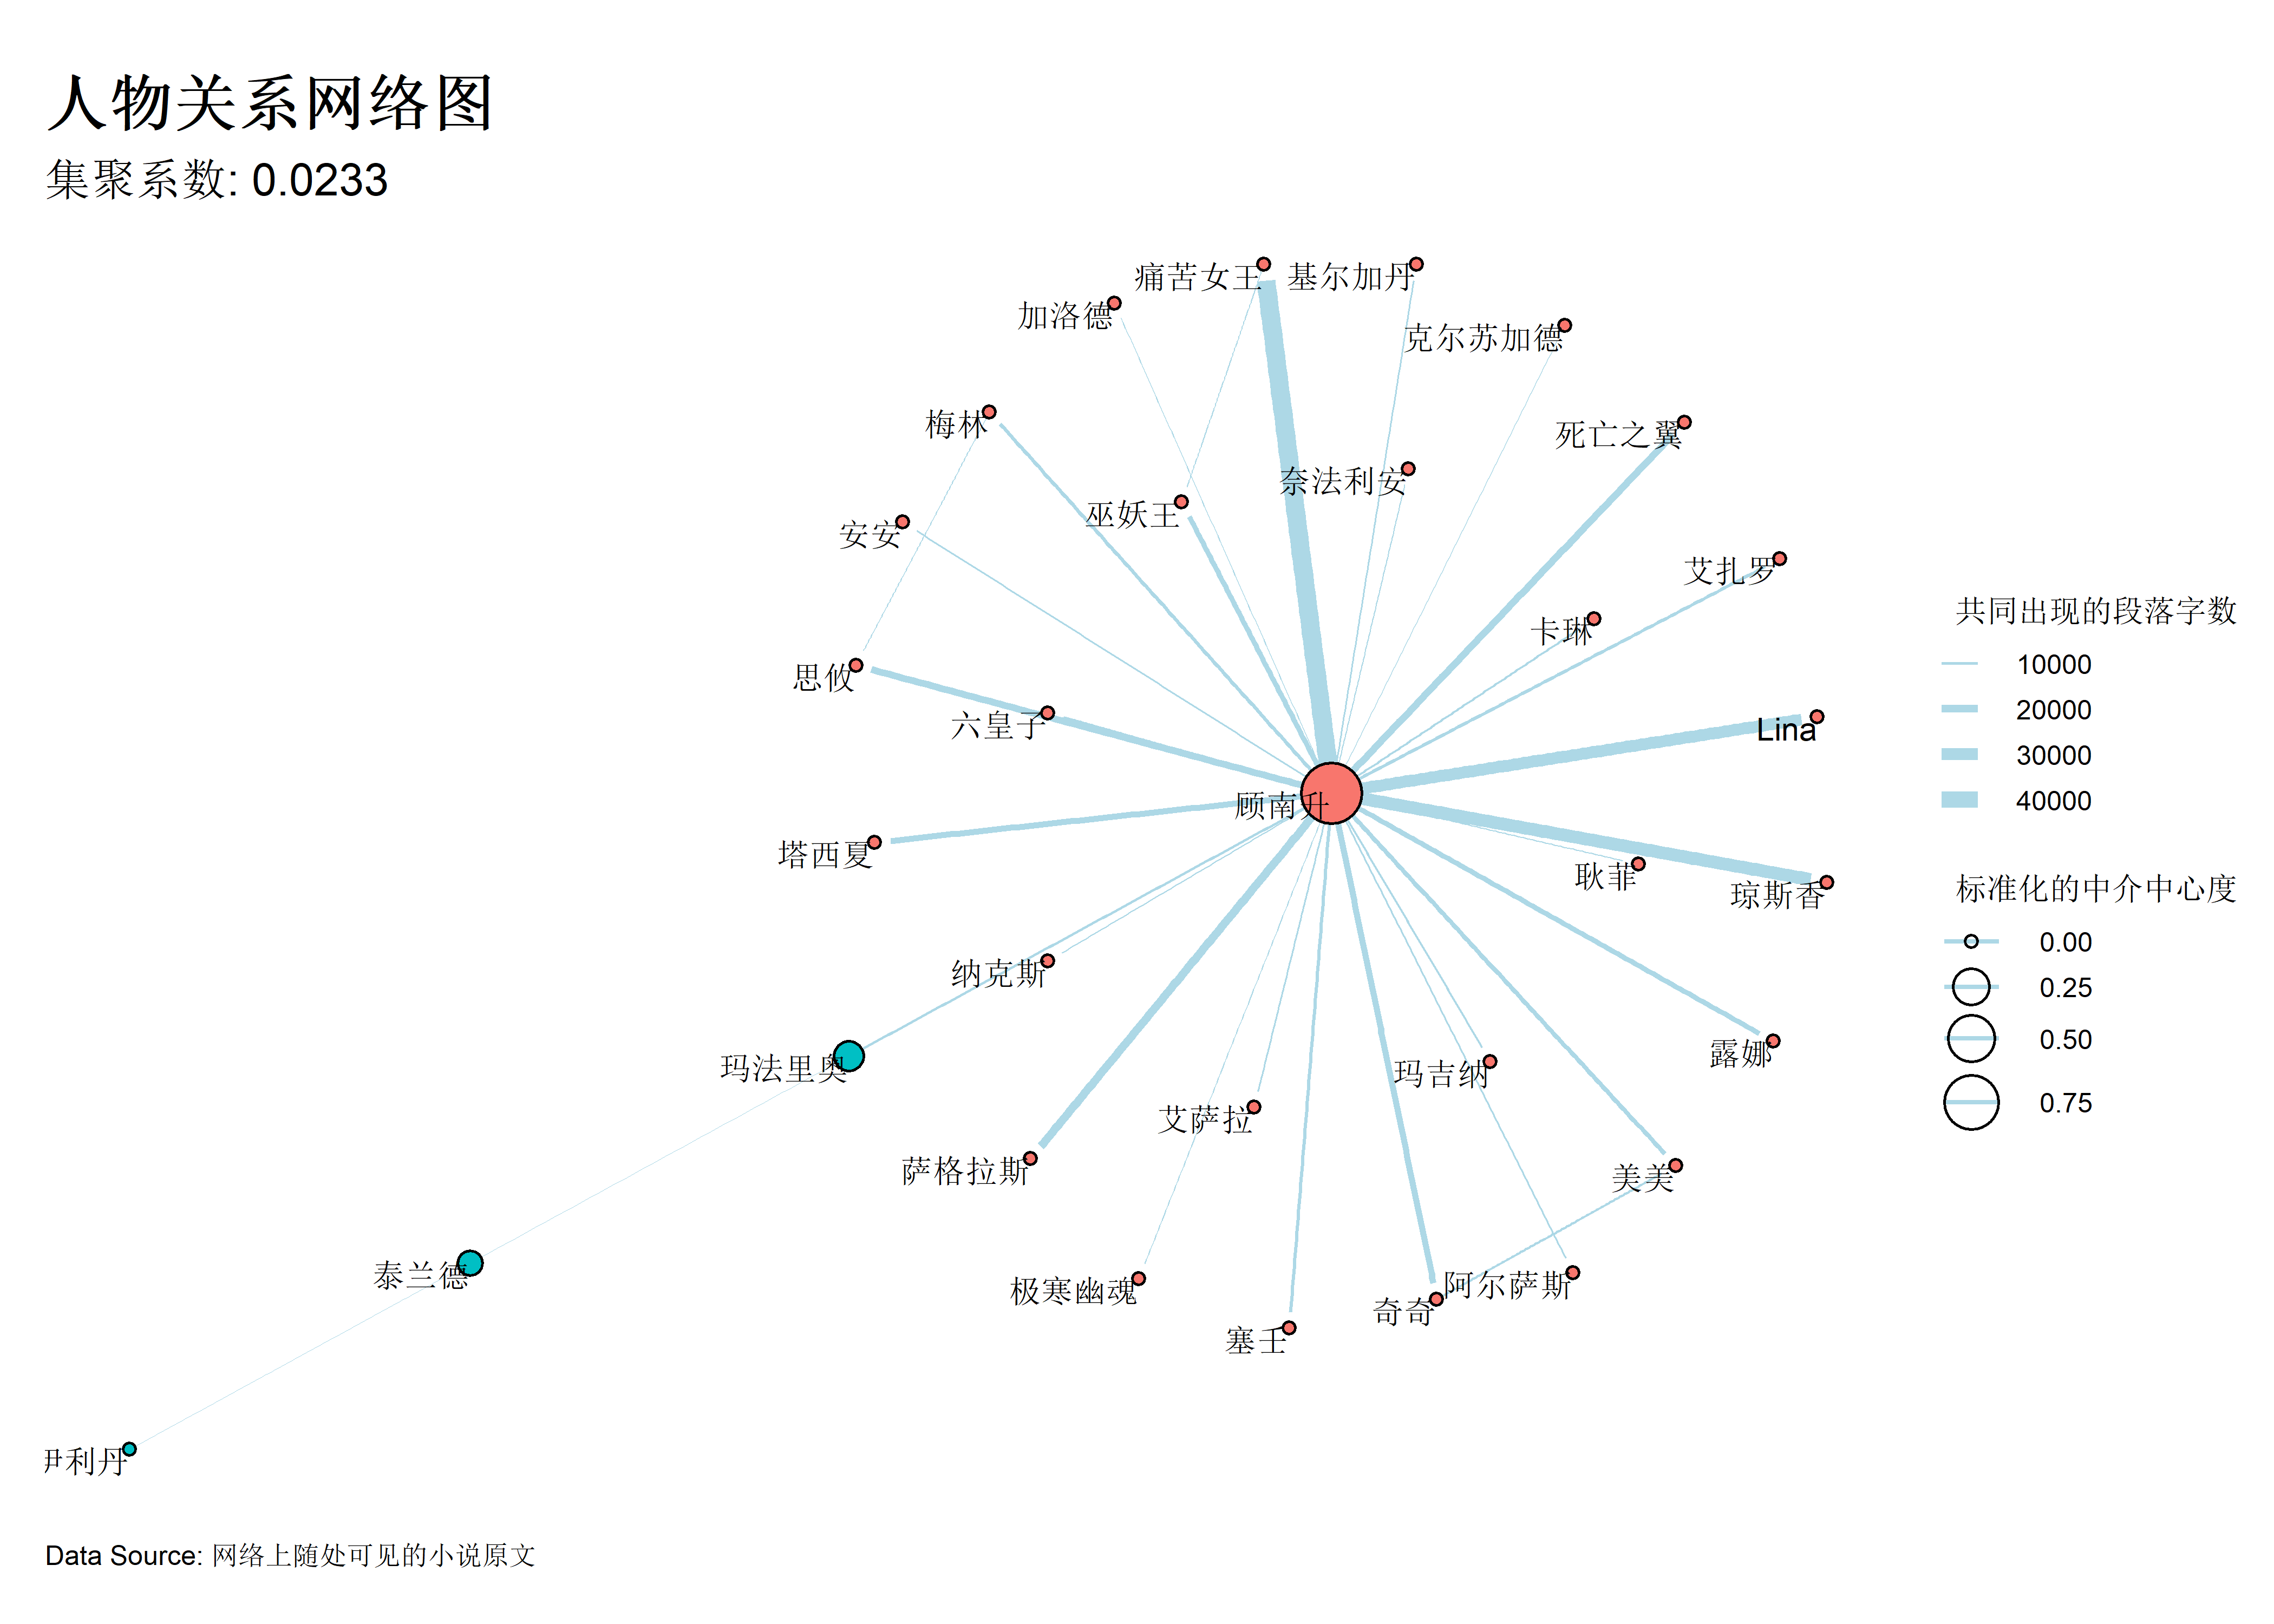 人物关系网络图
集聚系数: 0.0233
痛苦女王
基尔加丹
加洛德
克尔苏加德
梅林
死亡之翼
奈法利安
巫妖王
安安
艾扎罗
卡琳
思攸
六皇子
Lina
顾南升
塔西夏
耿菲
琼斯香
纳克斯
玛法里奥
露娜
玛吉纳
艾萨拉
萨格拉斯
美美
泰兰德
极寒幽魂
阿尔萨斯
奇奇
塞壬
尹利丹
共同出现的段落字数
10000
20000
30000
40000
标准化的中介中心度
0.00
0.25
0.50
0.75
Data Source: 网络上随处可见的小说原文